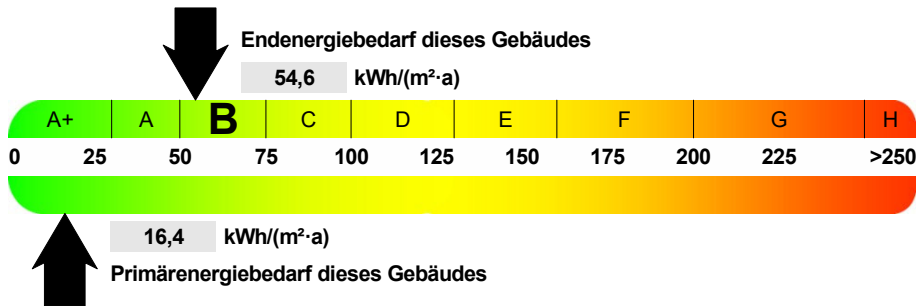 Endenergiebedarf dieses Gebäudes
54,6 kWh/(m²·a)
A+ A B C D E F G H
0 25 50 75 100 125 150 175 200 225 >250
16,4 kWh/(m²·a)
Primärenergiebedarf dieses Gebäudes